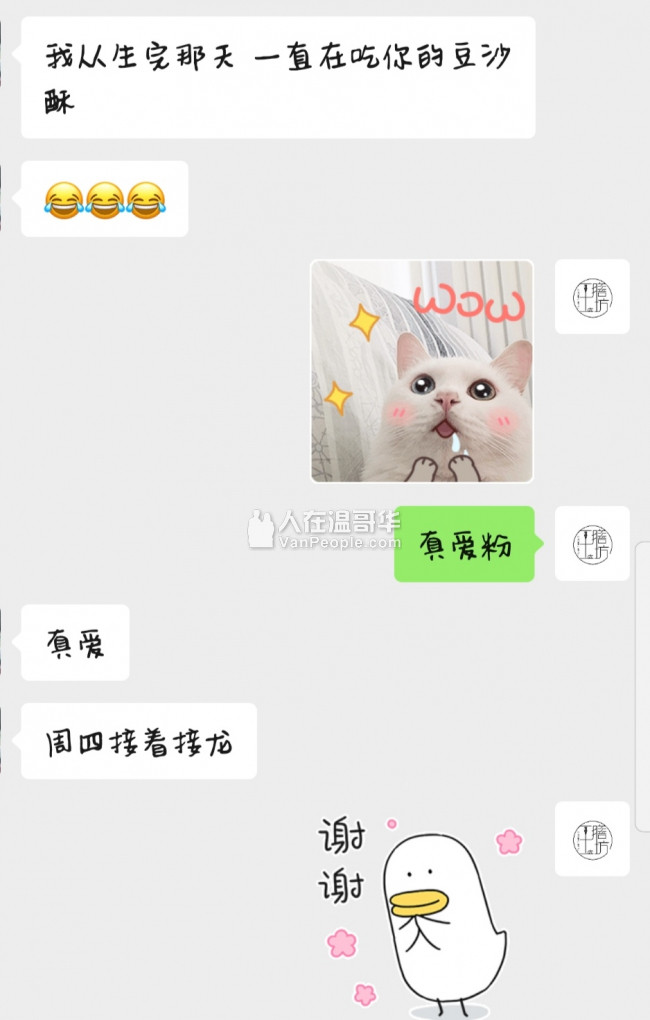 我从生完那天 一直在吃你的豆沙
酥
😂😂😂
wow
人在温哥华
VanPeople.com
真爱粉
真爱
周四接着接龙
谢
谢